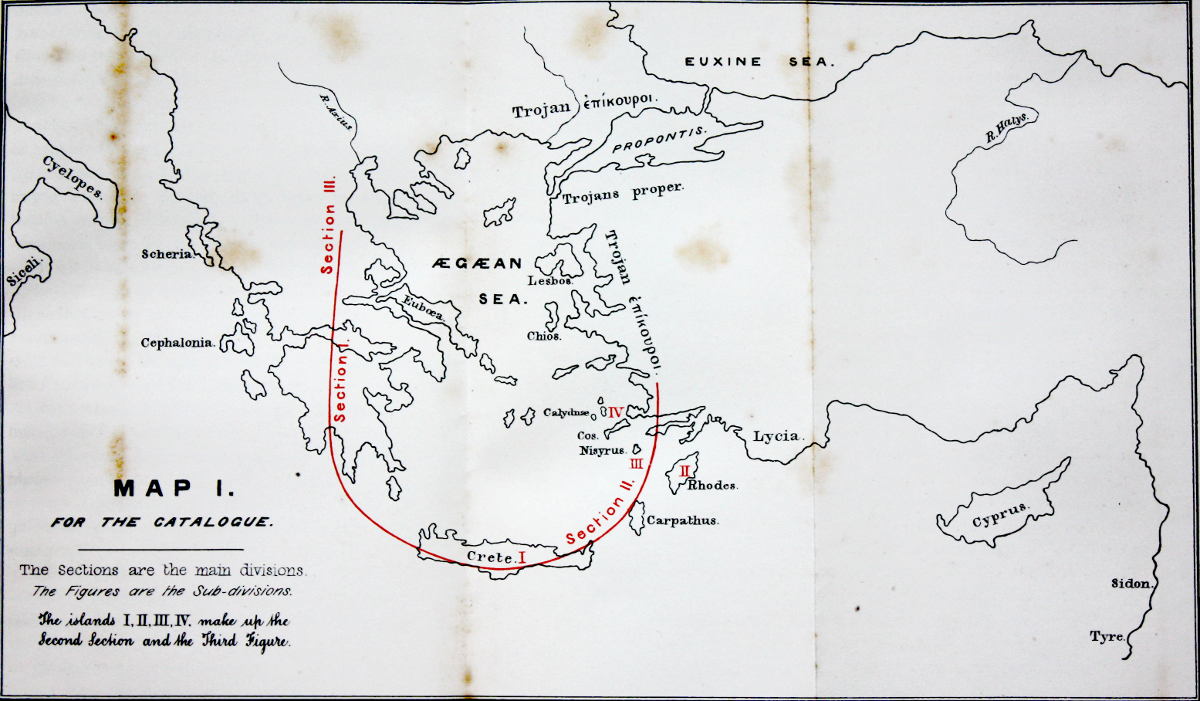 EUXINE SEA.
Trojan ἐπίκουροι.
R. Axius
PROPONTIS.
R. Halys.
Cyclopes.
Trojans proper.
Section III.
Scheria.
ÆGÆAN
SEA.
Trojan ἐπίκουροι.
Siceli.
Lesbos.
Eubœa.
Chios.
Cephalonia.
Section I.
Calydnæ
IV
Cos.
Nisyrus.
III
Lycia.
II
Rhodes.
Section II.
Carpathus.
Cyprus.
Crete. I
Sidon.
Tyre.
MAP I.
FOR THE CATALOGUE.
The Sections are the main divisions.
The Figures are the Sub-divisions.
The islands I, II, III, IV. make up the
Second Section and the Third Figure.